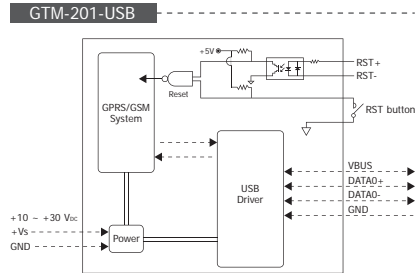 GTM-201-USB
+5V
RST+
RST-
Reset
GPRS/GSM
System
RST button
VBUS
DATA0+
DATA0-
GND
USB
Driver
+10 ~ +30 VDC
+Vs
GND
Power